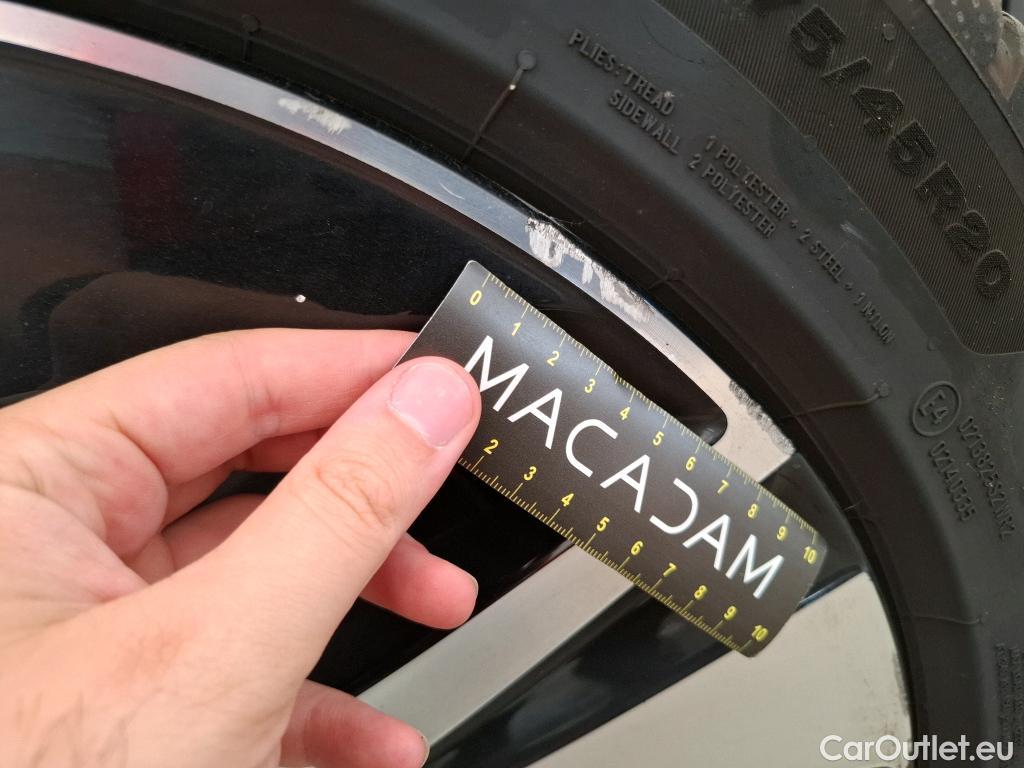 5/45R20
PLIES: TREAD 1 POLYESTER + 2 STEEL + 1 NYLON
SIDEWALL 2 POLYESTER
E4
0 1 2 3 4 5 6 7 8 9 10
MACADAM
2 3 4 5 6 7 8 9 10
CarOutlet.eu